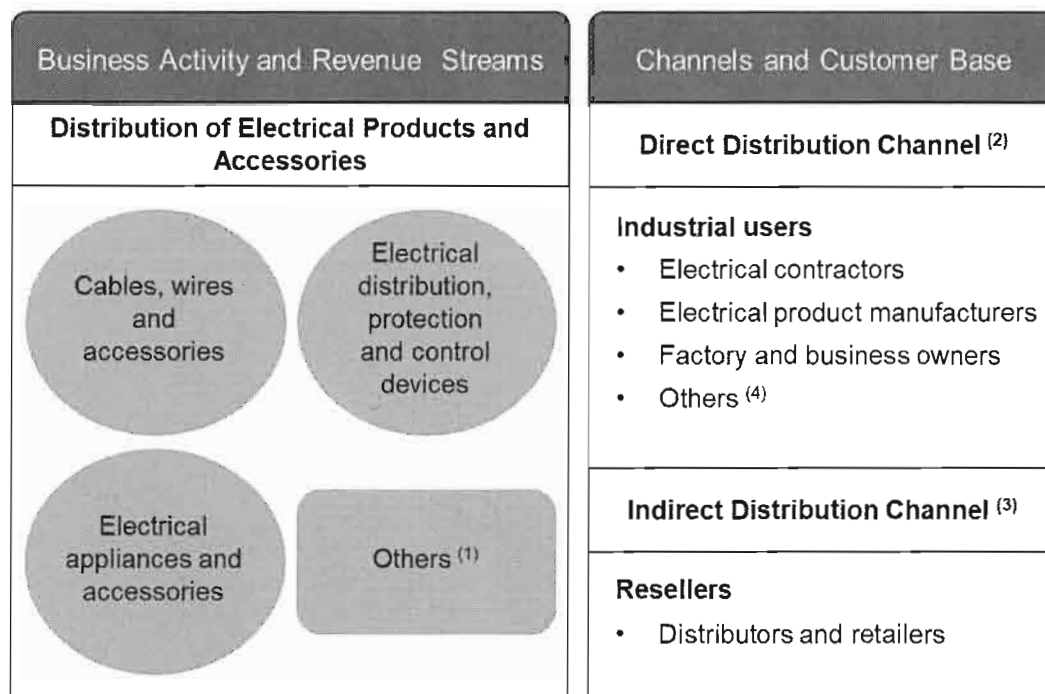 Business Activity and Revenue Streams
Distribution of Electrical Products and
Accessories
Cables, wires
and
accessories
Electrical
distribution,
protection
and control
devices
Electrical
appliances and
accessories
Others (1)
Channels and Customer Base
Direct Distribution Channel (2)
Industrial users
• Electrical contractors
• Electrical product manufacturers
• Factory and business owners
• Others (4)
Indirect Distribution Channel (3)
Resellers
• Distributors and retailers